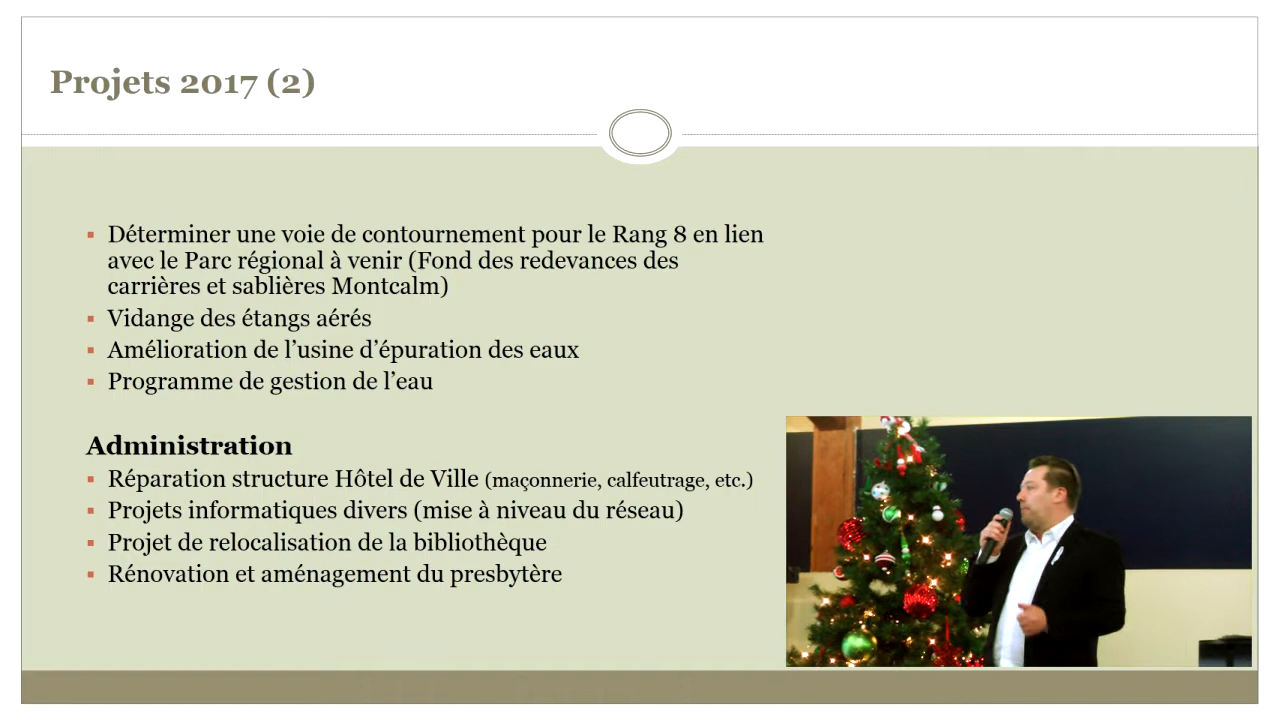 Projets 2017 (2)
▪ Déterminer une voie de contournement pour le Rang 8 en lien
avec le Parc régional à venir (Fond des redevances des
carrières et sablières Montcalm)
▪ Vidange des étangs aérés
▪ Amélioration de l’usine d’épuration des eaux
▪ Programme de gestion de l’eau
Administration
▪ Réparation structure Hôtel de Ville (maçonnerie, calfeutrage, etc.)
▪ Projets informatiques divers (mise à niveau du réseau)
▪ Projet de relocalisation de la bibliothèque
▪ Rénovation et aménagement du presbytère